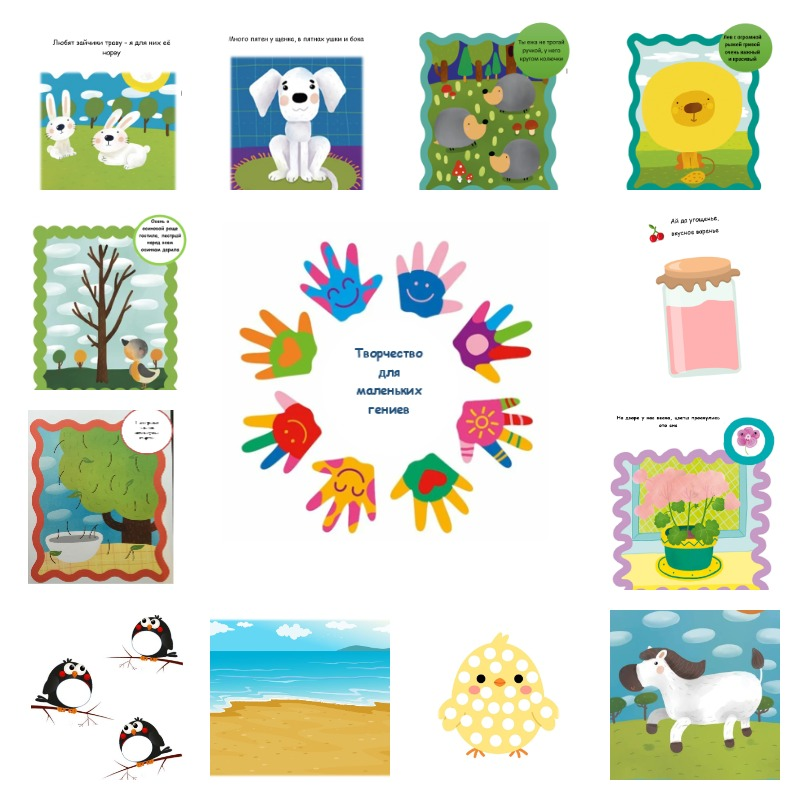 Любят зайчики траву - я для них её
нарву
Много пятен у щенка, в пятнах ушки и бока
Ты ежа не трогай
ручкой, у него
кругом колючки
Лев с огромной
рыжей гривой
очень важный
и красивый
Осень в
осиновой роще
гостила, пестрый
наряд всем
осинам дарила
Ай да угощенье,
вкусное варенье
Творчество
для
маленьких
гениев
На дворе у нас весна, цветы проснулись
ото сна